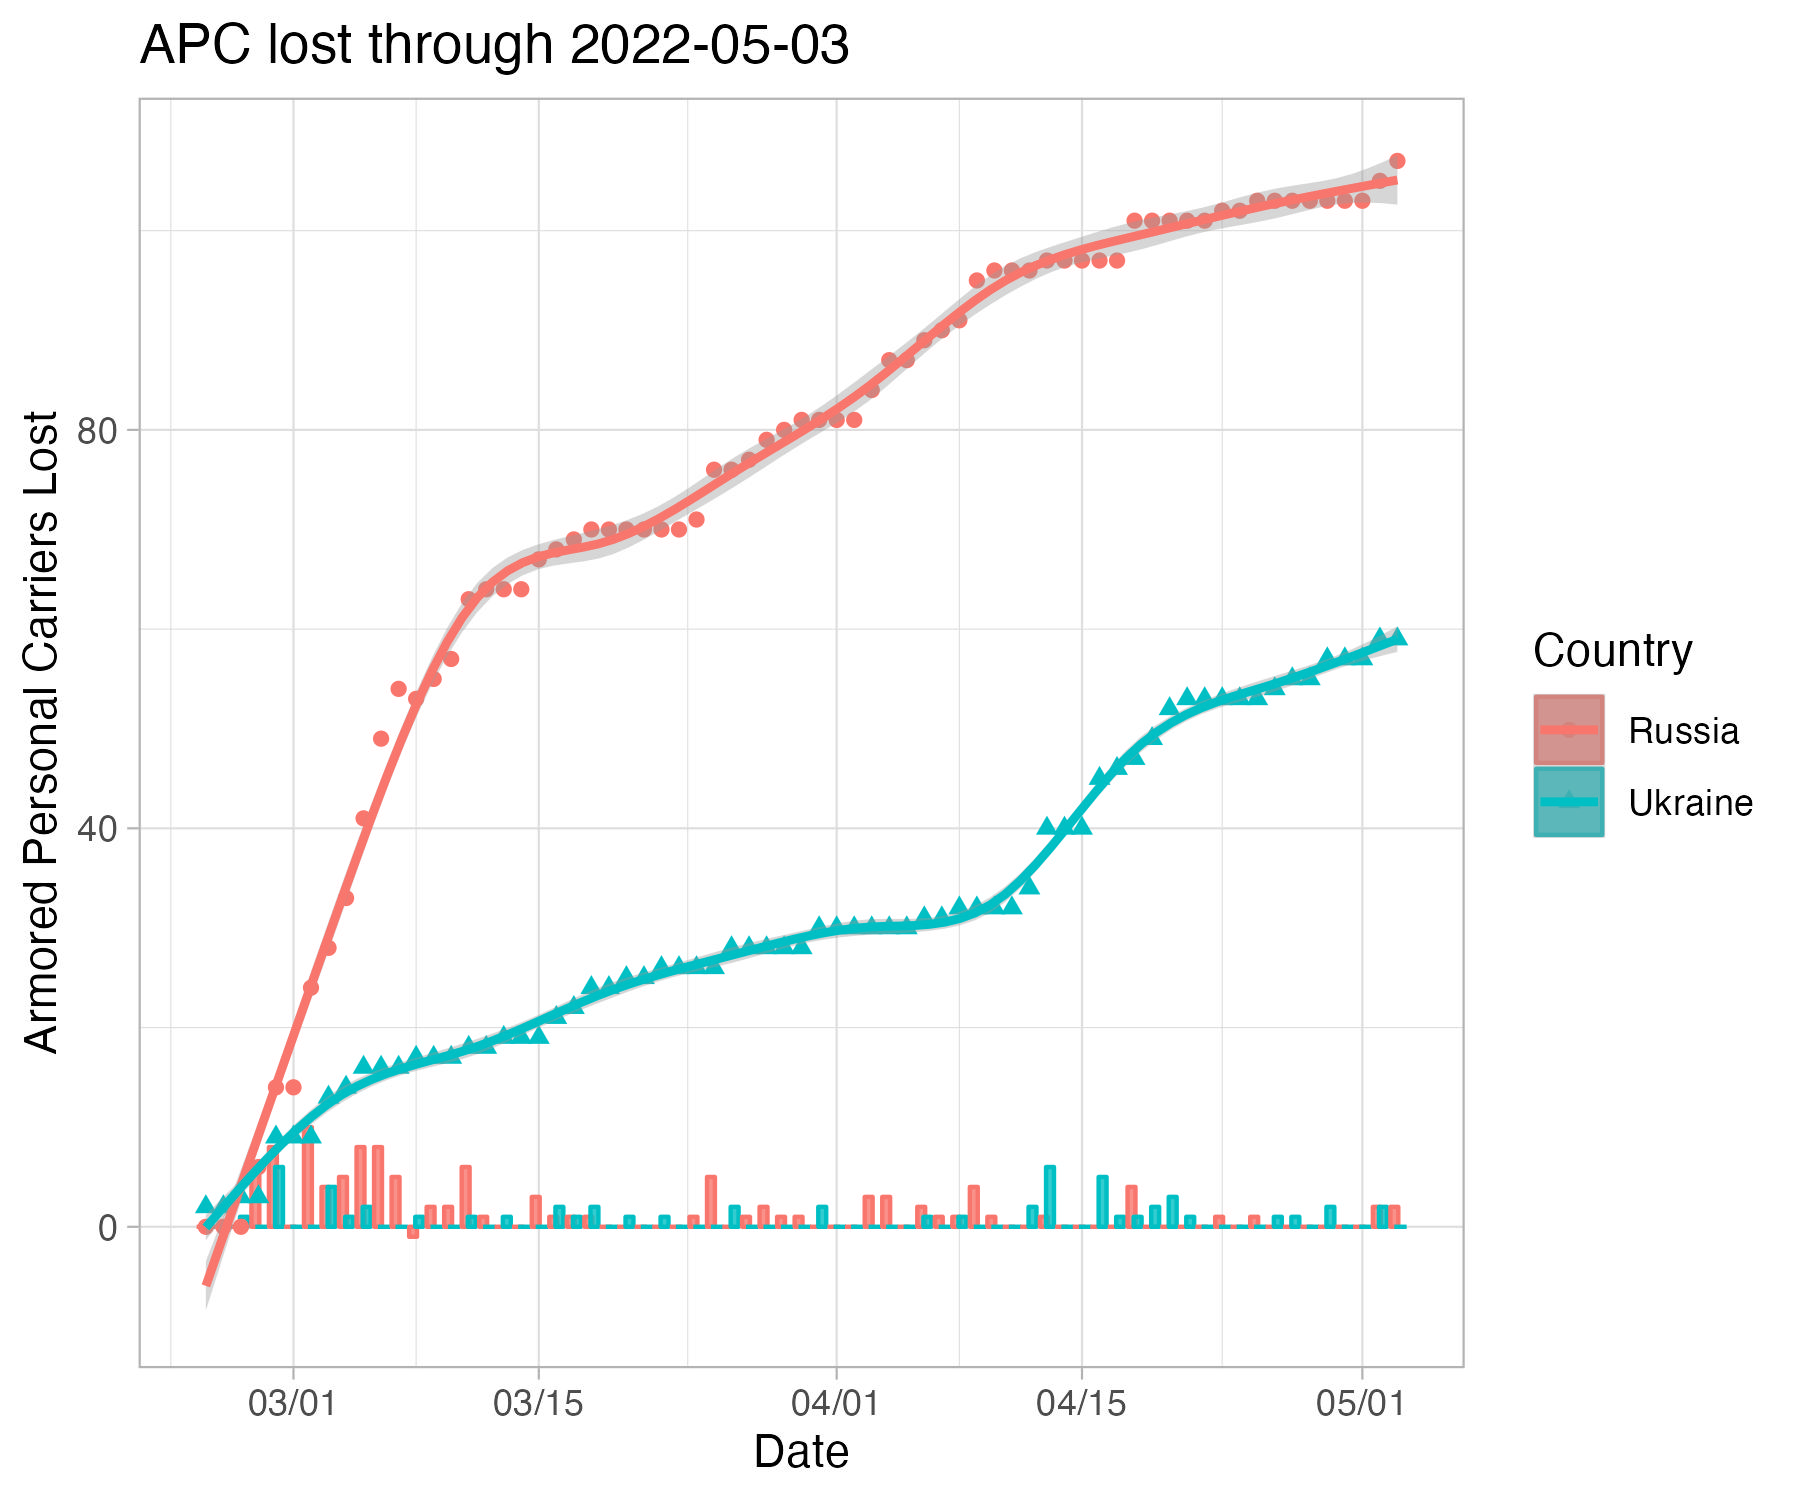 APC lost through 2022-05-03
Armored Personal Carriers Lost
80
40
0
03/01 03/15 04/01 04/15 05/01
Date
Country
Russia
Ukraine